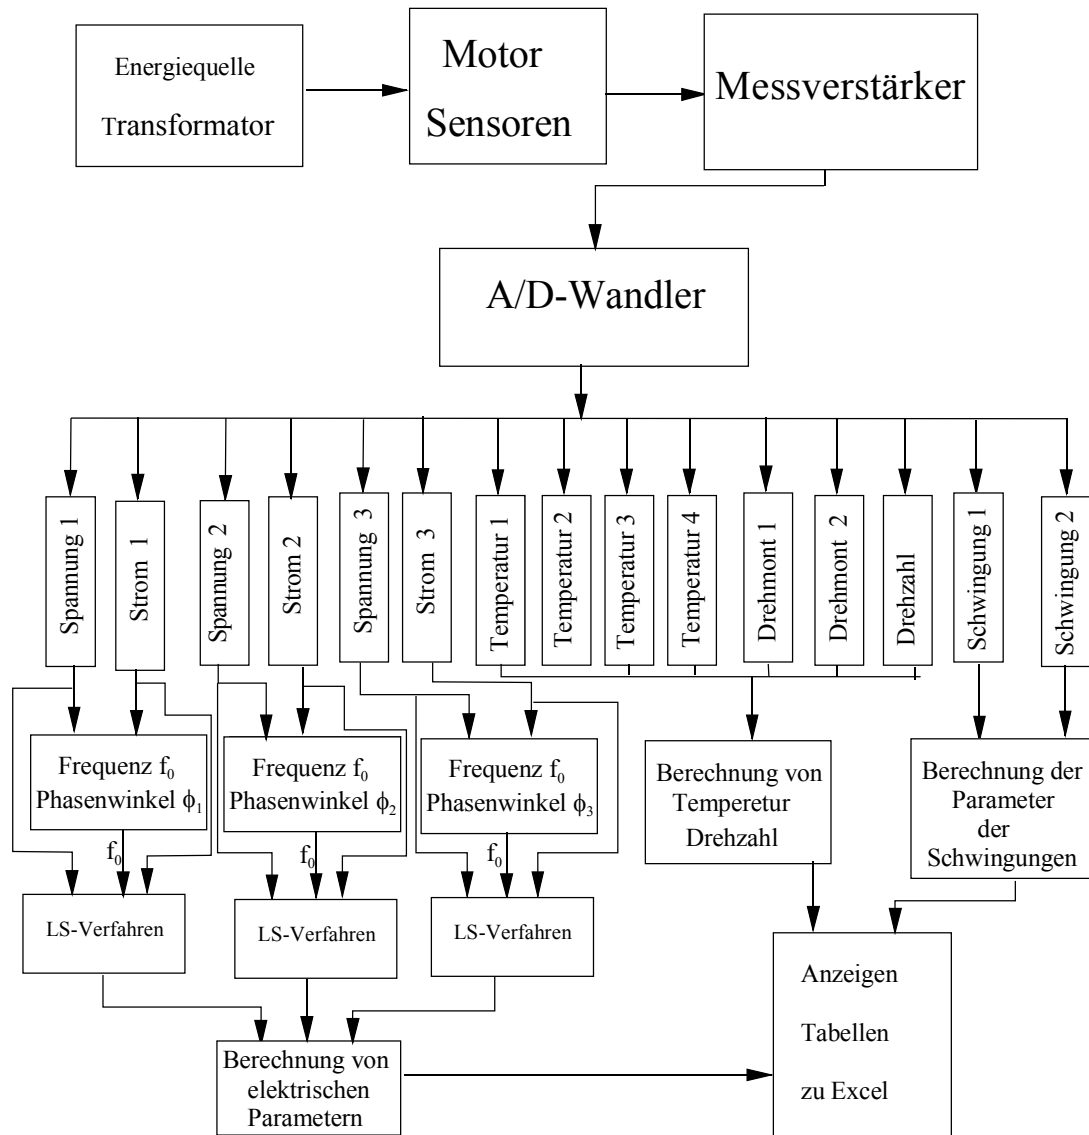 Energiequelle
Transformator
Motor
Sensoren
Messverstärker
A/D-Wandler
Spannung 1
Strom 1
Spannung 2
Strom 2
Spannung 3
Strom 3
Temperatur 1
Temperatur 2
Temperatur 3
Temperatur 4
Drehmont 1
Drehmont 2
Drehzahl
Schwingung 1
Schwingung 2
Frequenz f₀
Phasenwinkel ϕ₁
Frequenz f₀
Phasenwinkel ϕ₂
Frequenz f₀
Phasenwinkel ϕ₃
Berechnung von
Temperetur
Drehzahl
Berechnung der
Parameter
der
Schwingungen
f₀
f₀
f₀
LS-Verfahren
LS-Verfahren
LS-Verfahren
Berechnung von
elektrischen
Parametern
Anzeigen
Tabellen
zu Excel